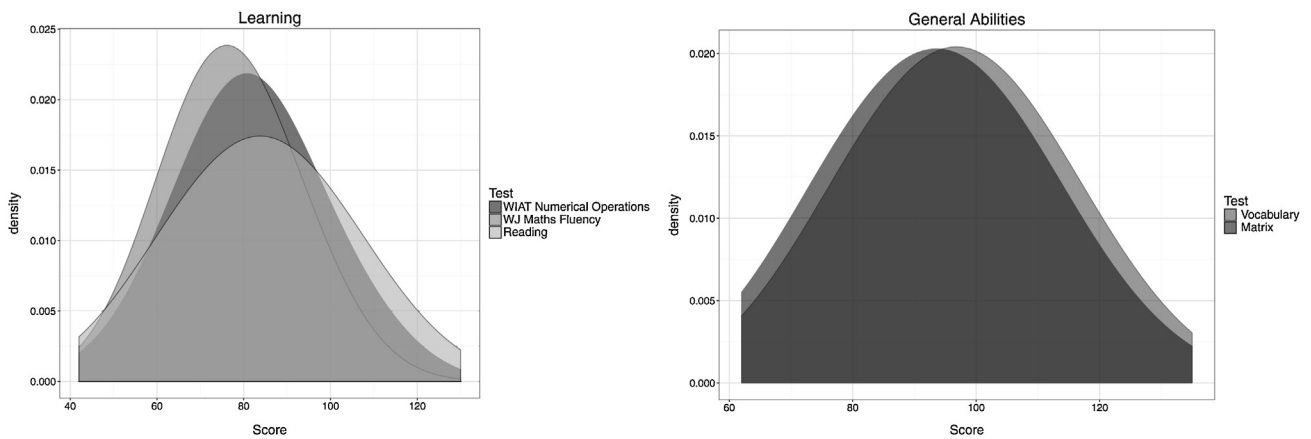 Learning
0.025
0.020
0.015
0.010
0.005
0.000
density
40 60 80 100 120
Score
Test
WIAT Numerical Operations
WJ Maths Fluency
Reading
General Abilities
0.020
0.015
0.010
0.005
0.000
density
60 80 100 120
Score
Test
Vocabulary
Matrix